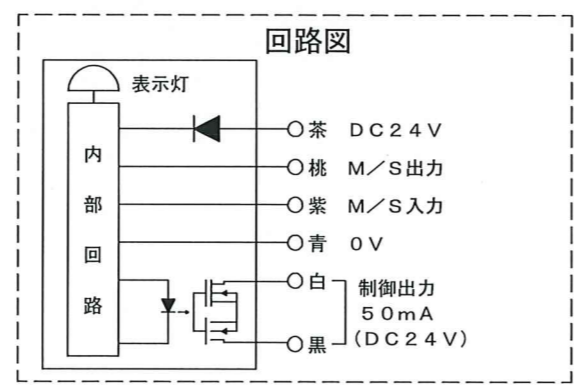 回路図
表示灯
内部回路
茶 DC24V
桃 M/S出力
紫 M/S入力
青 0V
白
黒
制御出力
50mA
(DC24V)